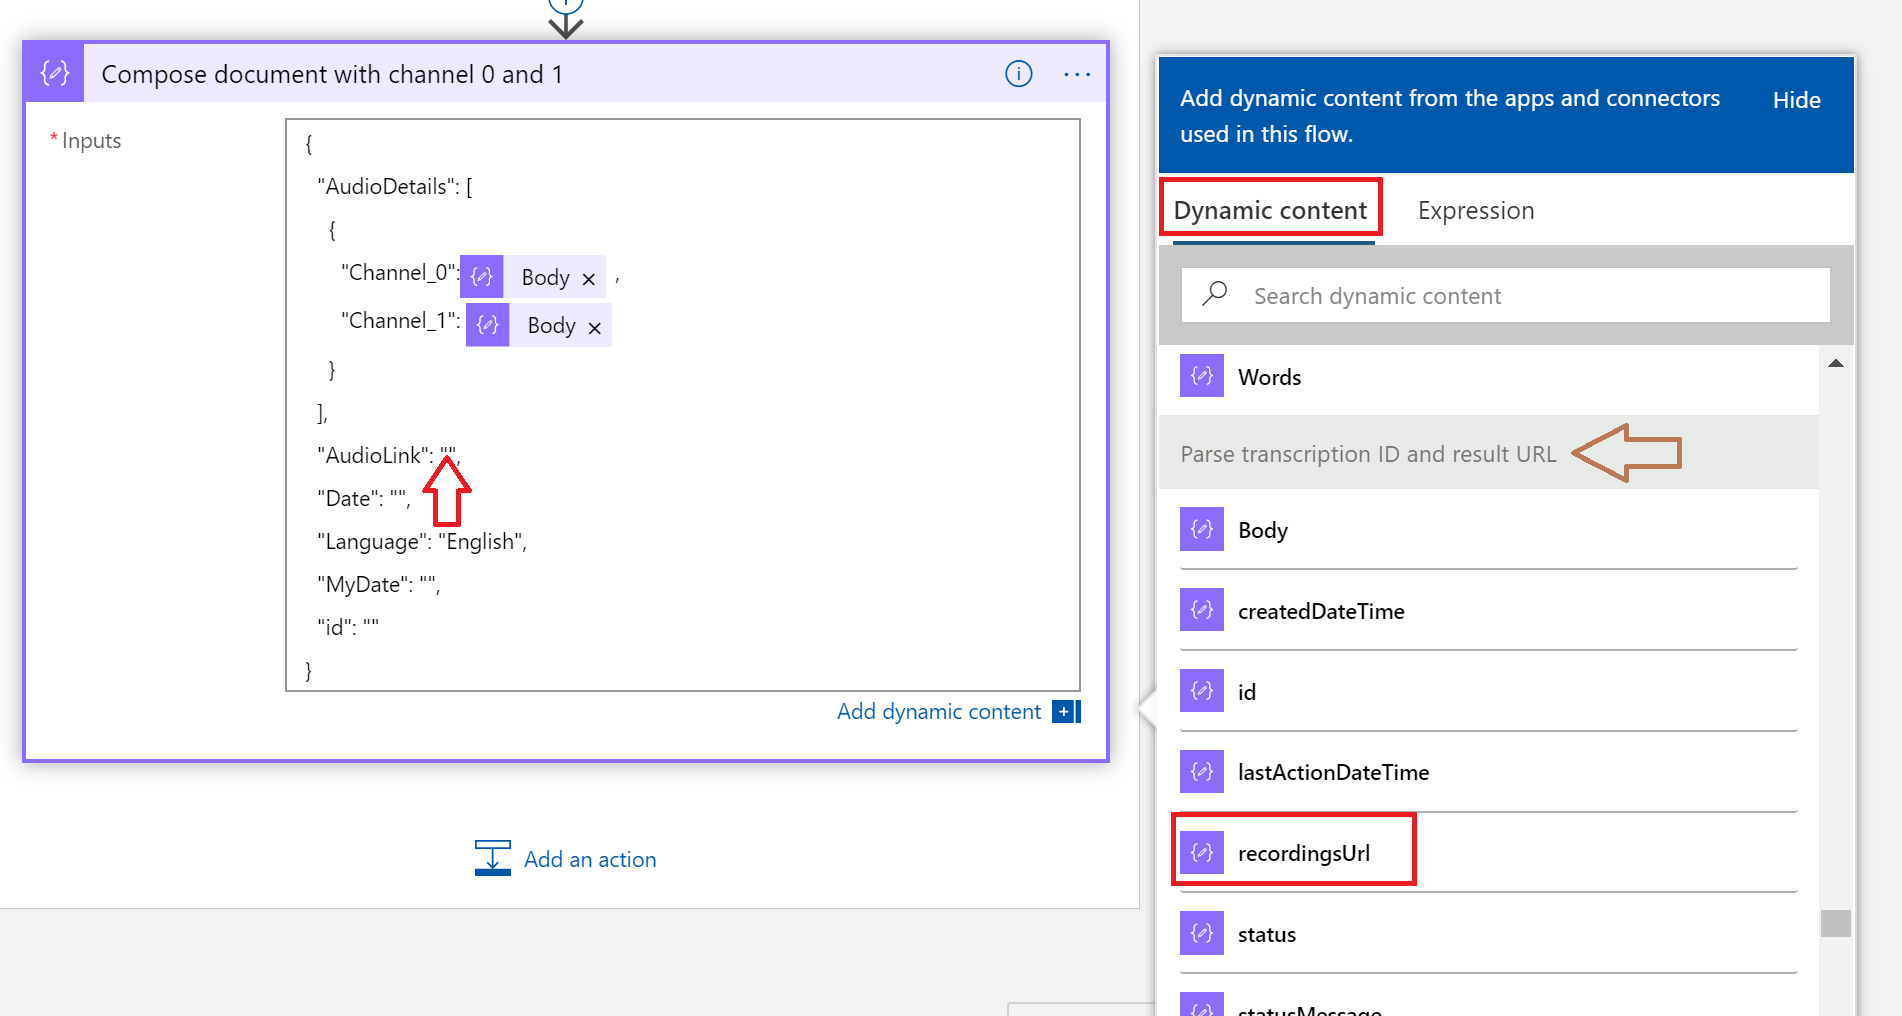 Compose document with channel 0 and 1
* Inputs
{
"AudioDetails": [
{
"Channel_0": Body × ,
"Channel_1": Body ×
}
],
"AudioLink": "",
"Date": "",
"Language": "English",
"MyDate": "",
"id": ""
}
Add dynamic content
Add an action
Add dynamic content from the apps and connectors
used in this flow.
Hide
Dynamic content
Expression
Search dynamic content
Words
Parse transcription ID and result URL
Body
createdDateTime
id
lastActionDateTime
recordingsUrl
status
statusMessage